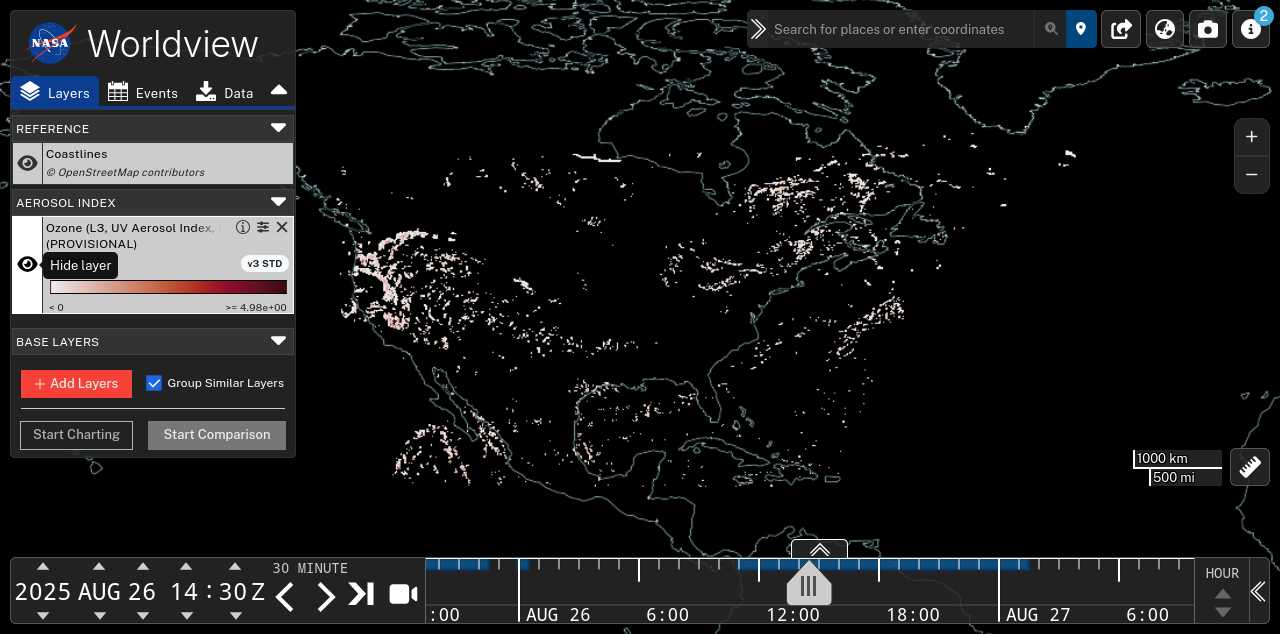 NASA
Worldview
Layers
Events
Data
REFERENCE
Coastlines
© OpenStreetMap contributors
AEROSOL INDEX
Ozone (L3, UV Aerosol Index,
(PROVISIONAL)
Hide layer
v3 STD
< 0
>= 4.98e+00
BASE LAYERS
+ Add Layers
Group Similar Layers
Start Charting
Start Comparison
Search for places or enter coordinates
2
+
−
1000 km
500 mi
2025 AUG 26 14 : 30 Z
30 MINUTE
:00
AUG 26
6:00
12:00
18:00
AUG 27
6:00
HOUR